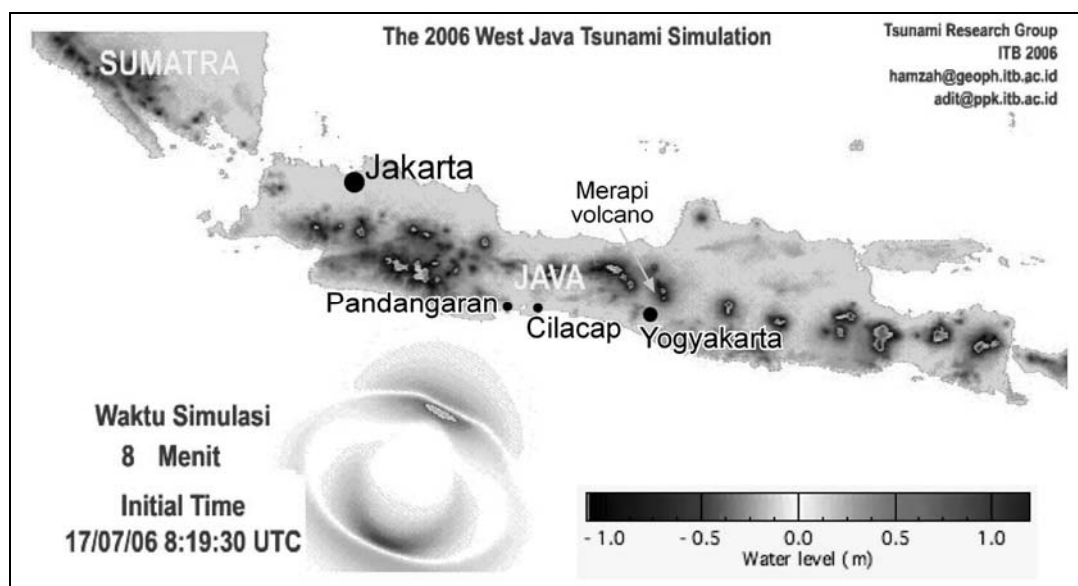 The 2006 West Java Tsunami Simulation
Tsunami Research Group
ITB 2006
hamzah@geoph.itb.ac.id
adit@ppk.itb.ac.id
SUMATRA
Jakarta
Merapi
volcano
JAVA
Pandangaran
Cilacap
Yogyakarta
Waktu Simulasi
8 Menit
Initial Time
17/07/06 8:19:30 UTC
- 1.0 - 0.5 0.0 0.5 1.0
Water level (m)